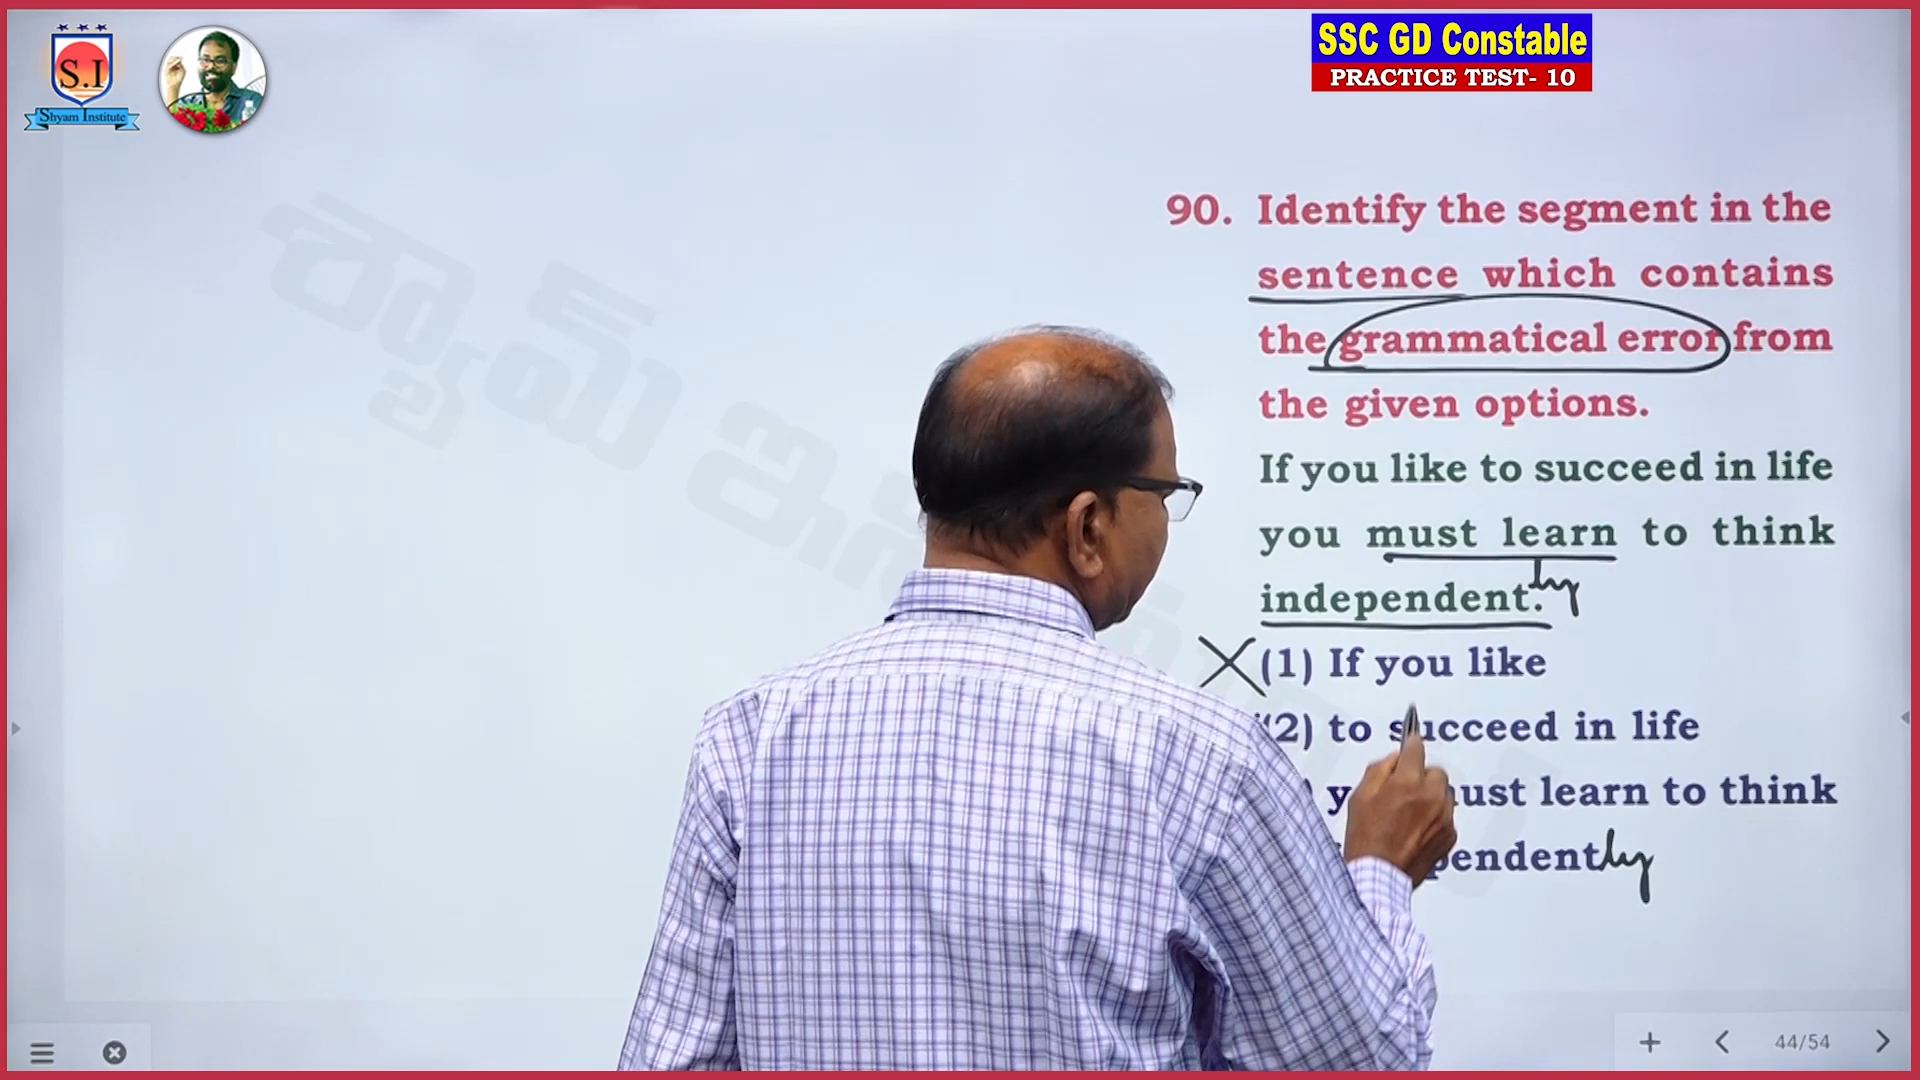 S.I
Shyam Institute
SSC GD Constable
PRACTICE TEST- 10
90. Identify the segment in the
sentence which contains
the grammatical error from
the given options.
If you like to succeed in life
you must learn to think
independent.ly
(1) If you like
(2) to succeed in life
must learn to think
pendently
44/54